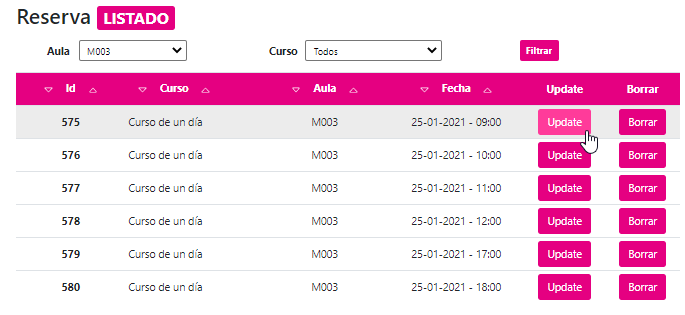 Reserva LISTADO
Aula M003 Curso Todos Filtrar
Id Curso Aula Fecha Update Borrar
575 Curso de un día M003 25-01-2021 - 09:00 Update Borrar
576 Curso de un día M003 25-01-2021 - 10:00 Update Borrar
577 Curso de un día M003 25-01-2021 - 11:00 Update Borrar
578 Curso de un día M003 25-01-2021 - 12:00 Update Borrar
579 Curso de un día M003 25-01-2021 - 17:00 Update Borrar
580 Curso de un día M003 25-01-2021 - 18:00 Update Borrar